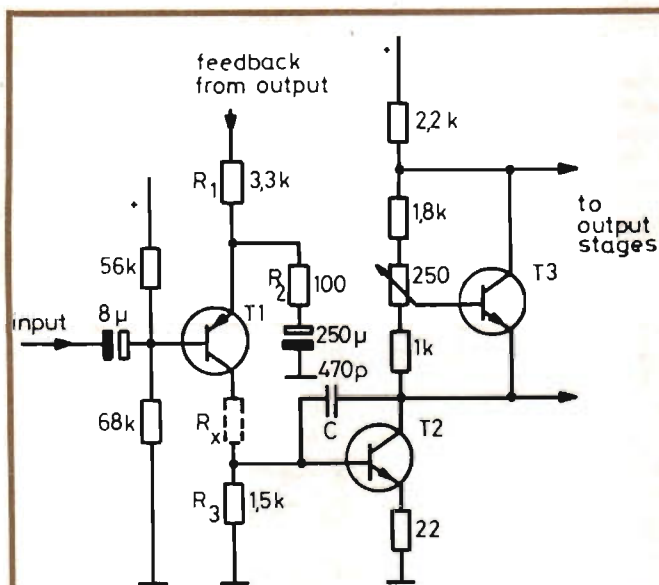 feedback
from output
+
2,2 k
R1
3,3k
+
1,8k
to
output
stages
56k
R2
100
250
T3
input
8µ
T1
250µ
1k
470p
Rx
C
T2
68k
R3
1,5k
22